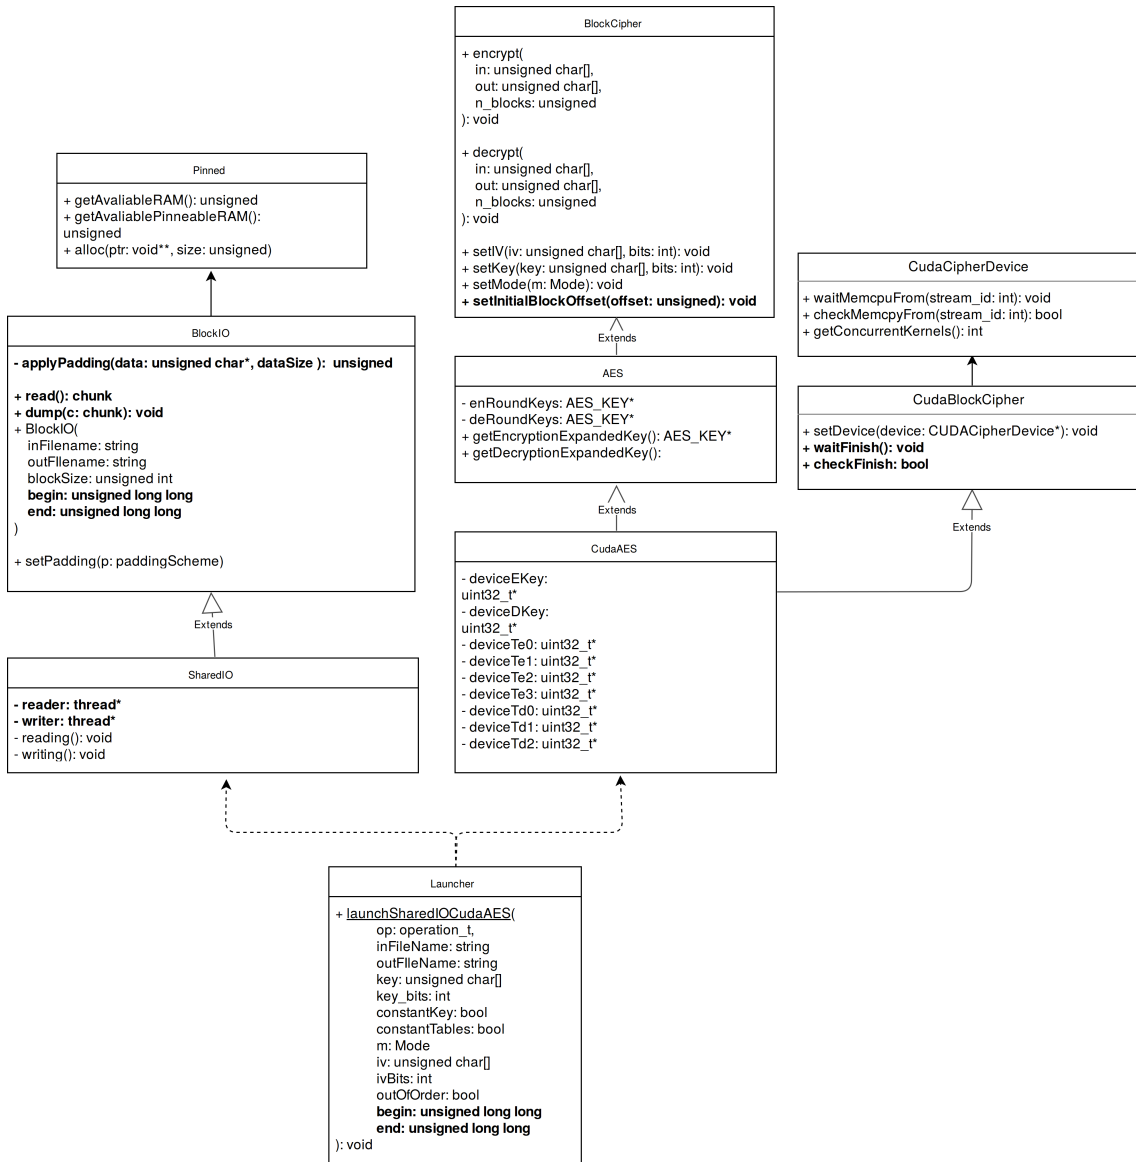 BlockCipher
+ encrypt(
in: unsigned char[],
out: unsigned char[],
n_blocks: unsigned
): void
+ decrypt(
in: unsigned char[],
out: unsigned char[],
n_blocks: unsigned
): void
+ setIV(iv: unsigned char[], bits: int): void
+ setKey(key: unsigned char[], bits: int): void
+ setMode(m: Mode): void
+ setInitialBlockOffset(offset: unsigned): void
Pinned
+ getAvaliableRAM(): unsigned
+ getAvaliablePinneableRAM():
unsigned
+ alloc(ptr: void**, size: unsigned)
CudaCipherDevice
+ waitMemcpuFrom(stream_id: int): void
+ checkMemcpyFrom(stream_id: int): bool
+ getConcurrentKernels(): int
BlockIO
- applyPadding(data: unsigned char*, dataSize ): unsigned
+ read(): chunk
+ dump(c: chunk): void
+ BlockIO(
inFilename: string
outFIlename: string
blockSize: unsigned int
begin: unsigned long long
end: unsigned long long
)
+ setPadding(p: paddingScheme)
Extends
AES
- enRoundKeys: AES_KEY*
- deRoundKeys: AES_KEY*
+ getEncryptionExpandedKey(): AES_KEY*
+ getDecryptionExpandedKey():
CudaBlockCipher
+ setDevice(device: CUDACipherDevice*): void
+ waitFinish(): void
+ checkFinish: bool
Extends
Extends
CudaAES
- deviceEKey:
uint32_t*
- deviceDKey:
uint32_t*
- deviceTe0: uint32_t*
- deviceTe1: uint32_t*
- deviceTe2: uint32_t*
- deviceTe3: uint32_t*
- deviceTd0: uint32_t*
- deviceTd1: uint32_t*
- deviceTd2: uint32_t*
Extends
SharedIO
- reader: thread*
- writer: thread*
- reading(): void
- writing(): void
Launcher
+ launchSharedIOCudaAES(
op: operation_t,
inFileName: string
outFIleName: string
key: unsigned char[]
key_bits: int
constantKey: bool
constantTables: bool
m: Mode
iv: unsigned char[]
ivBits: int
outOfOrder: bool
begin: unsigned long long
end: unsigned long long
): void